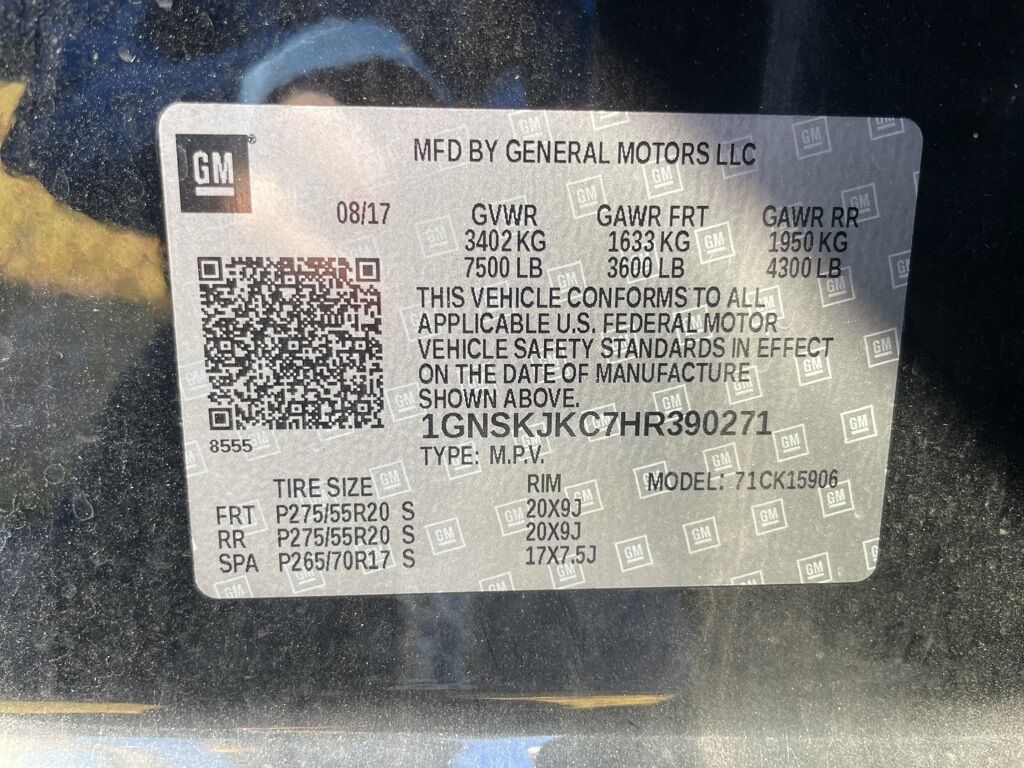 GM
MFD BY GENERAL MOTORS LLC
08/17
GVWR GAWR FRT GAWR RR
3402 KG 1633 KG 1950 KG
7500 LB 3600 LB 4300 LB
THIS VEHICLE CONFORMS TO ALL
APPLICABLE U.S. FEDERAL MOTOR
VEHICLE SAFETY STANDARDS IN EFFECT
ON THE DATE OF MANUFACTURE
SHOWN ABOVE.
1GNSKJKC7HR390271
8555
TYPE: M.P.V.
TIRE SIZE RIM MODEL: 71CK15906
FRT P275/55R20 S 20X9J
RR P275/55R20 S 20X9J
SPA P265/70R17 S 17X7.5J